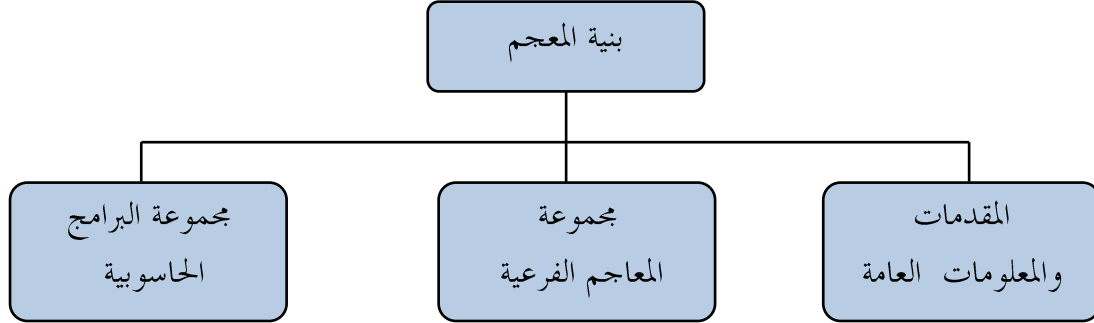 بنية المعجم
المقدمات
والمعلومات العامة
مجموعة
المعاجم الفرعية
مجموعة البرامج
الحاسوبية